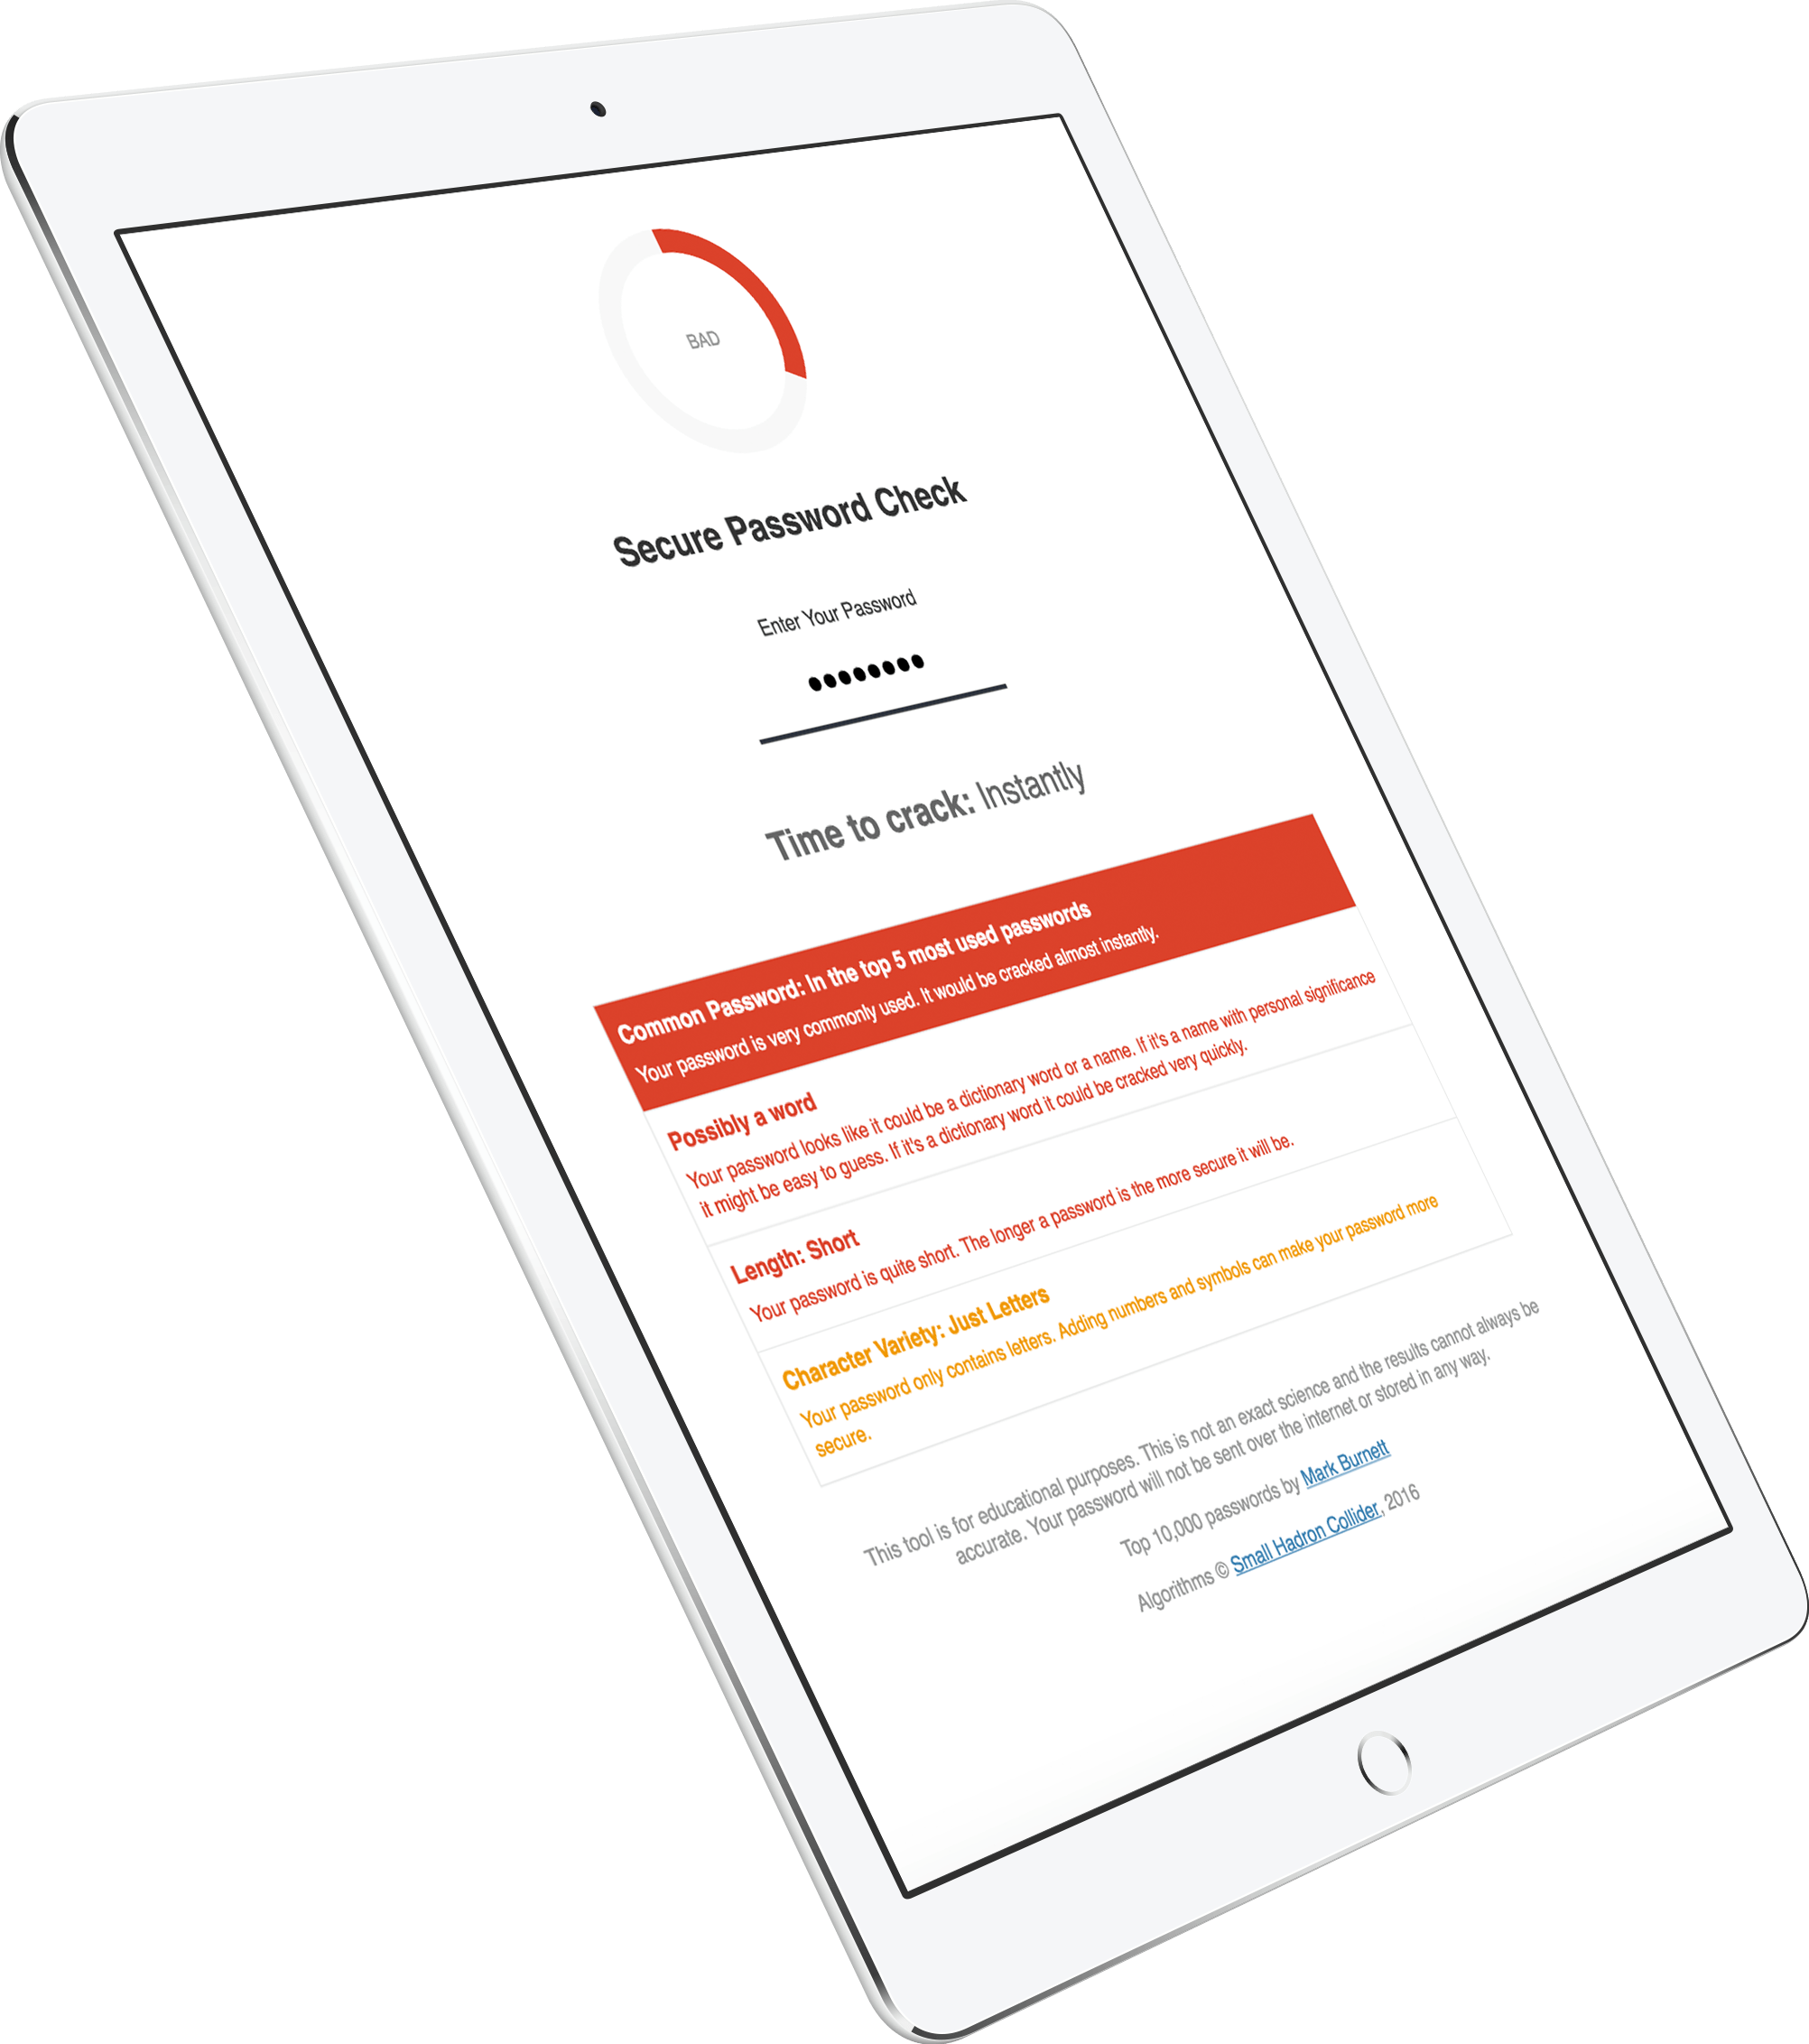 BAD
Secure Password Check
Enter Your Password
••••••••
Time to crack: Instantly
Common Password: In the top 5 most used passwords
Your password is very commonly used. It would be cracked almost instantly.
Possibly a word
Your password looks like it could be a dictionary word or a name. If it's a name with personal significance
it might be easy to guess. If it's a dictionary word it could be cracked very quickly.
Length: Short
Your password is quite short. The longer a password is the more secure it will be.
Character Variety: Just Letters
Your password only contains letters. Adding numbers and symbols can make your password more
secure.
This tool is for educational purposes. This is not an exact science and the results cannot always be
accurate. Your password will not be sent over the internet or stored in any way.
Top 10,000 passwords by Mark Burnett
Algorithms © Small Hadron Collider, 2016